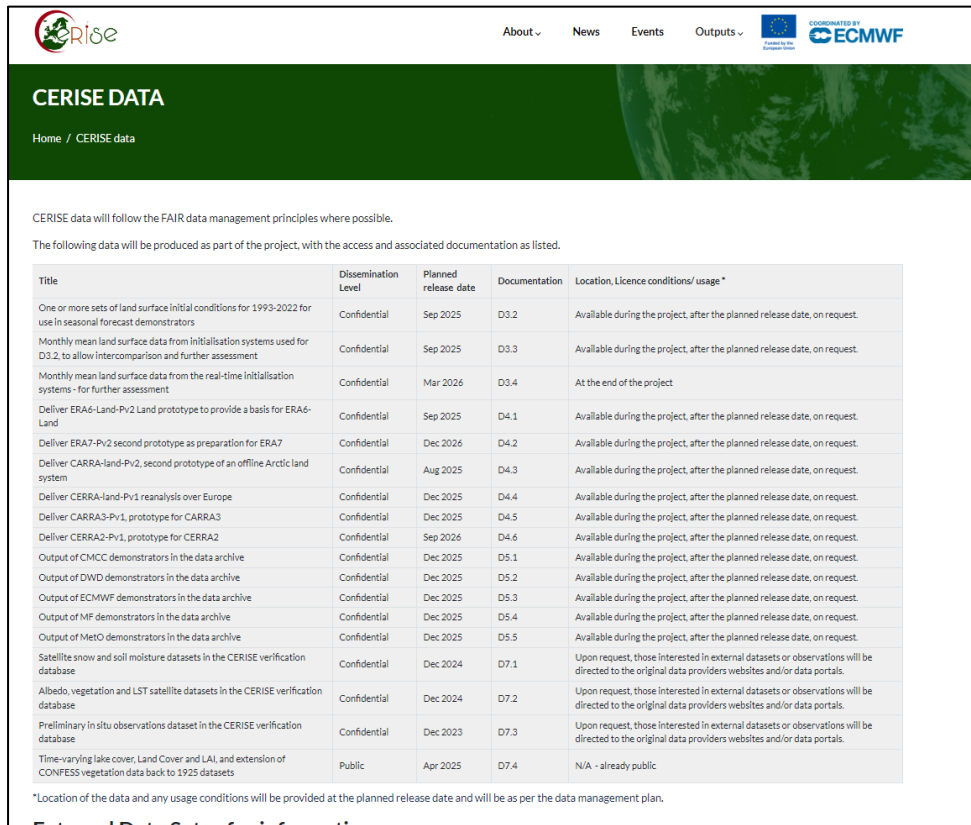 CeRise
About News Events Outputs
Funded by the
European Union
COORDINATED BY
ECMWF
CERISE DATA
Home / CERISE data
CERISE data will follow the FAIR data management principles where possible.
The following data will be produced as part of the project, with the access and associated documentation as listed.
Title Dissemination Level Planned release date Documentation Location, Licence conditions/ usage *
One or more sets of land surface initial conditions for 1993-2022 for
use in seasonal forecast demonstrators Confidential Sep 2025 D3.2 Available during the project, after the planned release date, on request.
Monthly mean land surface data from initialisation systems used for
D3.2, to allow intercomparison and further assessment Confidential Sep 2025 D3.3 Available during the project, after the planned release date, on request.
Monthly mean land surface data from the real-time initialisation
systems - for further assessment Confidential Mar 2026 D3.4 At the end of the project
Deliver ERA6-Land-Pv2 Land prototype to provide a basis for ERA6-
Land Confidential Sep 2025 D4.1 Available during the project, after the planned release date, on request.
Deliver ERA7-Pv2 second prototype as preparation for ERA7 Confidential Dec 2026 D4.2 Available during the project, after the planned release date, on request.
Deliver CARRA-land-Pv2, second prototype of an offline Arctic land
system Confidential Aug 2025 D4.3 Available during the project, after the planned release date, on request.
Deliver CERRA-land-Pv1 reanalysis over Europe Confidential Dec 2025 D4.4 Available during the project, after the planned release date, on request.
Deliver CARRA3-Pv1, prototype for CARRA3 Confidential Dec 2025 D4.5 Available during the project, after the planned release date, on request.
Deliver CERRA2-Pv1, prototype for CERRA2 Confidential Sep 2026 D4.6 Available during the project, after the planned release date, on request.
Output of CMCC demonstrators in the data archive Confidential Dec 2025 D5.1 Available during the project, after the planned release date, on request.
Output of DWD demonstrators in the data archive Confidential Dec 2025 D5.2 Available during the project, after the planned release date, on request.
Output of ECMWF demonstrators in the data archive Confidential Dec 2025 D5.3 Available during the project, after the planned release date, on request.
Output of MF demonstrators in the data archive Confidential Dec 2025 D5.4 Available during the project, after the planned release date, on request.
Output of MetO demonstrators in the data archive Confidential Dec 2025 D5.5 Available during the project, after the planned release date, on request.
Satellite snow and soil moisture datasets in the CERISE verification
database Confidential Dec 2024 D7.1 Upon request, those interested in external datasets or observations will be
directed to the original data providers websites and/or data portals.
Albedo, vegetation and LST satellite datasets in the CERISE verification
database Confidential Dec 2024 D7.2 Upon request, those interested in external datasets or observations will be
directed to the original data providers websites and/or data portals.
Preliminary in situ observations dataset in the CERISE verification
database Confidential Dec 2023 D7.3 Upon request, those interested in external datasets or observations will be
directed to the original data providers websites and/or data portals.
Time-varying lake cover, Land Cover and LAI, and extension of
CONFESS vegetation data back to 1925 datasets Public Apr 2025 D7.4 N/A - already public
*Location of the data and any usage conditions will be provided at the planned release date and will be as per the data management plan.